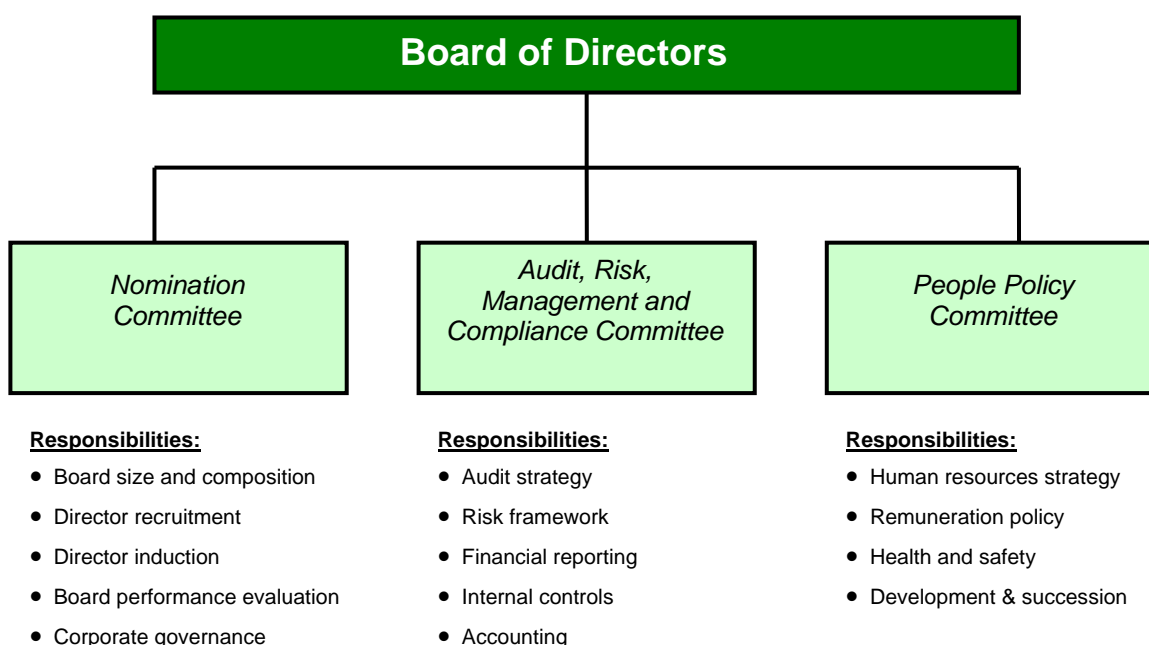 Board of Directors
Nomination
Committee
Audit, Risk,
Management and
Compliance Committee
People Policy
Committee
Responsibilities:
• Board size and composition
• Director recruitment
• Director induction
• Board performance evaluation
• Corporate governance
Responsibilities:
• Audit strategy
• Risk framework
• Financial reporting
• Internal controls
• Accounting
Responsibilities:
• Human resources strategy
• Remuneration policy
• Health and safety
• Development & succession